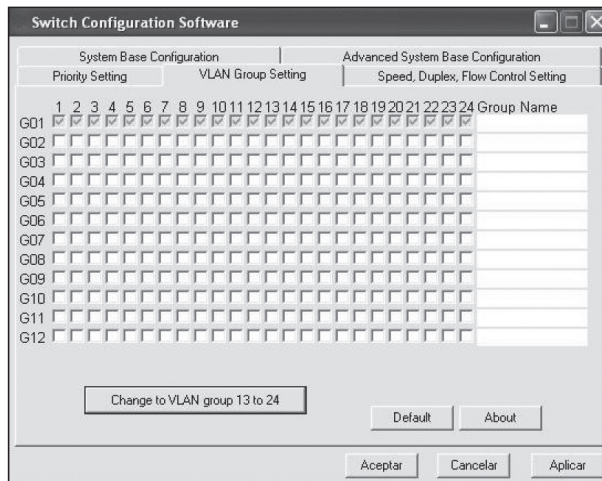 Switch Configuration Software
System Base Configuration
Advanced System Base Configuration
Priority Setting
VLAN Group Setting
Speed, Duplex, Flow Control Setting
1 2 3 4 5 6 7 8 9 10 11 12 13 14 15 16 17 18 19 20 21 22 23 24 Group Name
G01
G02
G03
G04
G05
G06
G07
G08
G09
G10
G11
G12
Change to VLAN group 13 to 24
Default
About
Aceptar
Cancelar
Aplicar